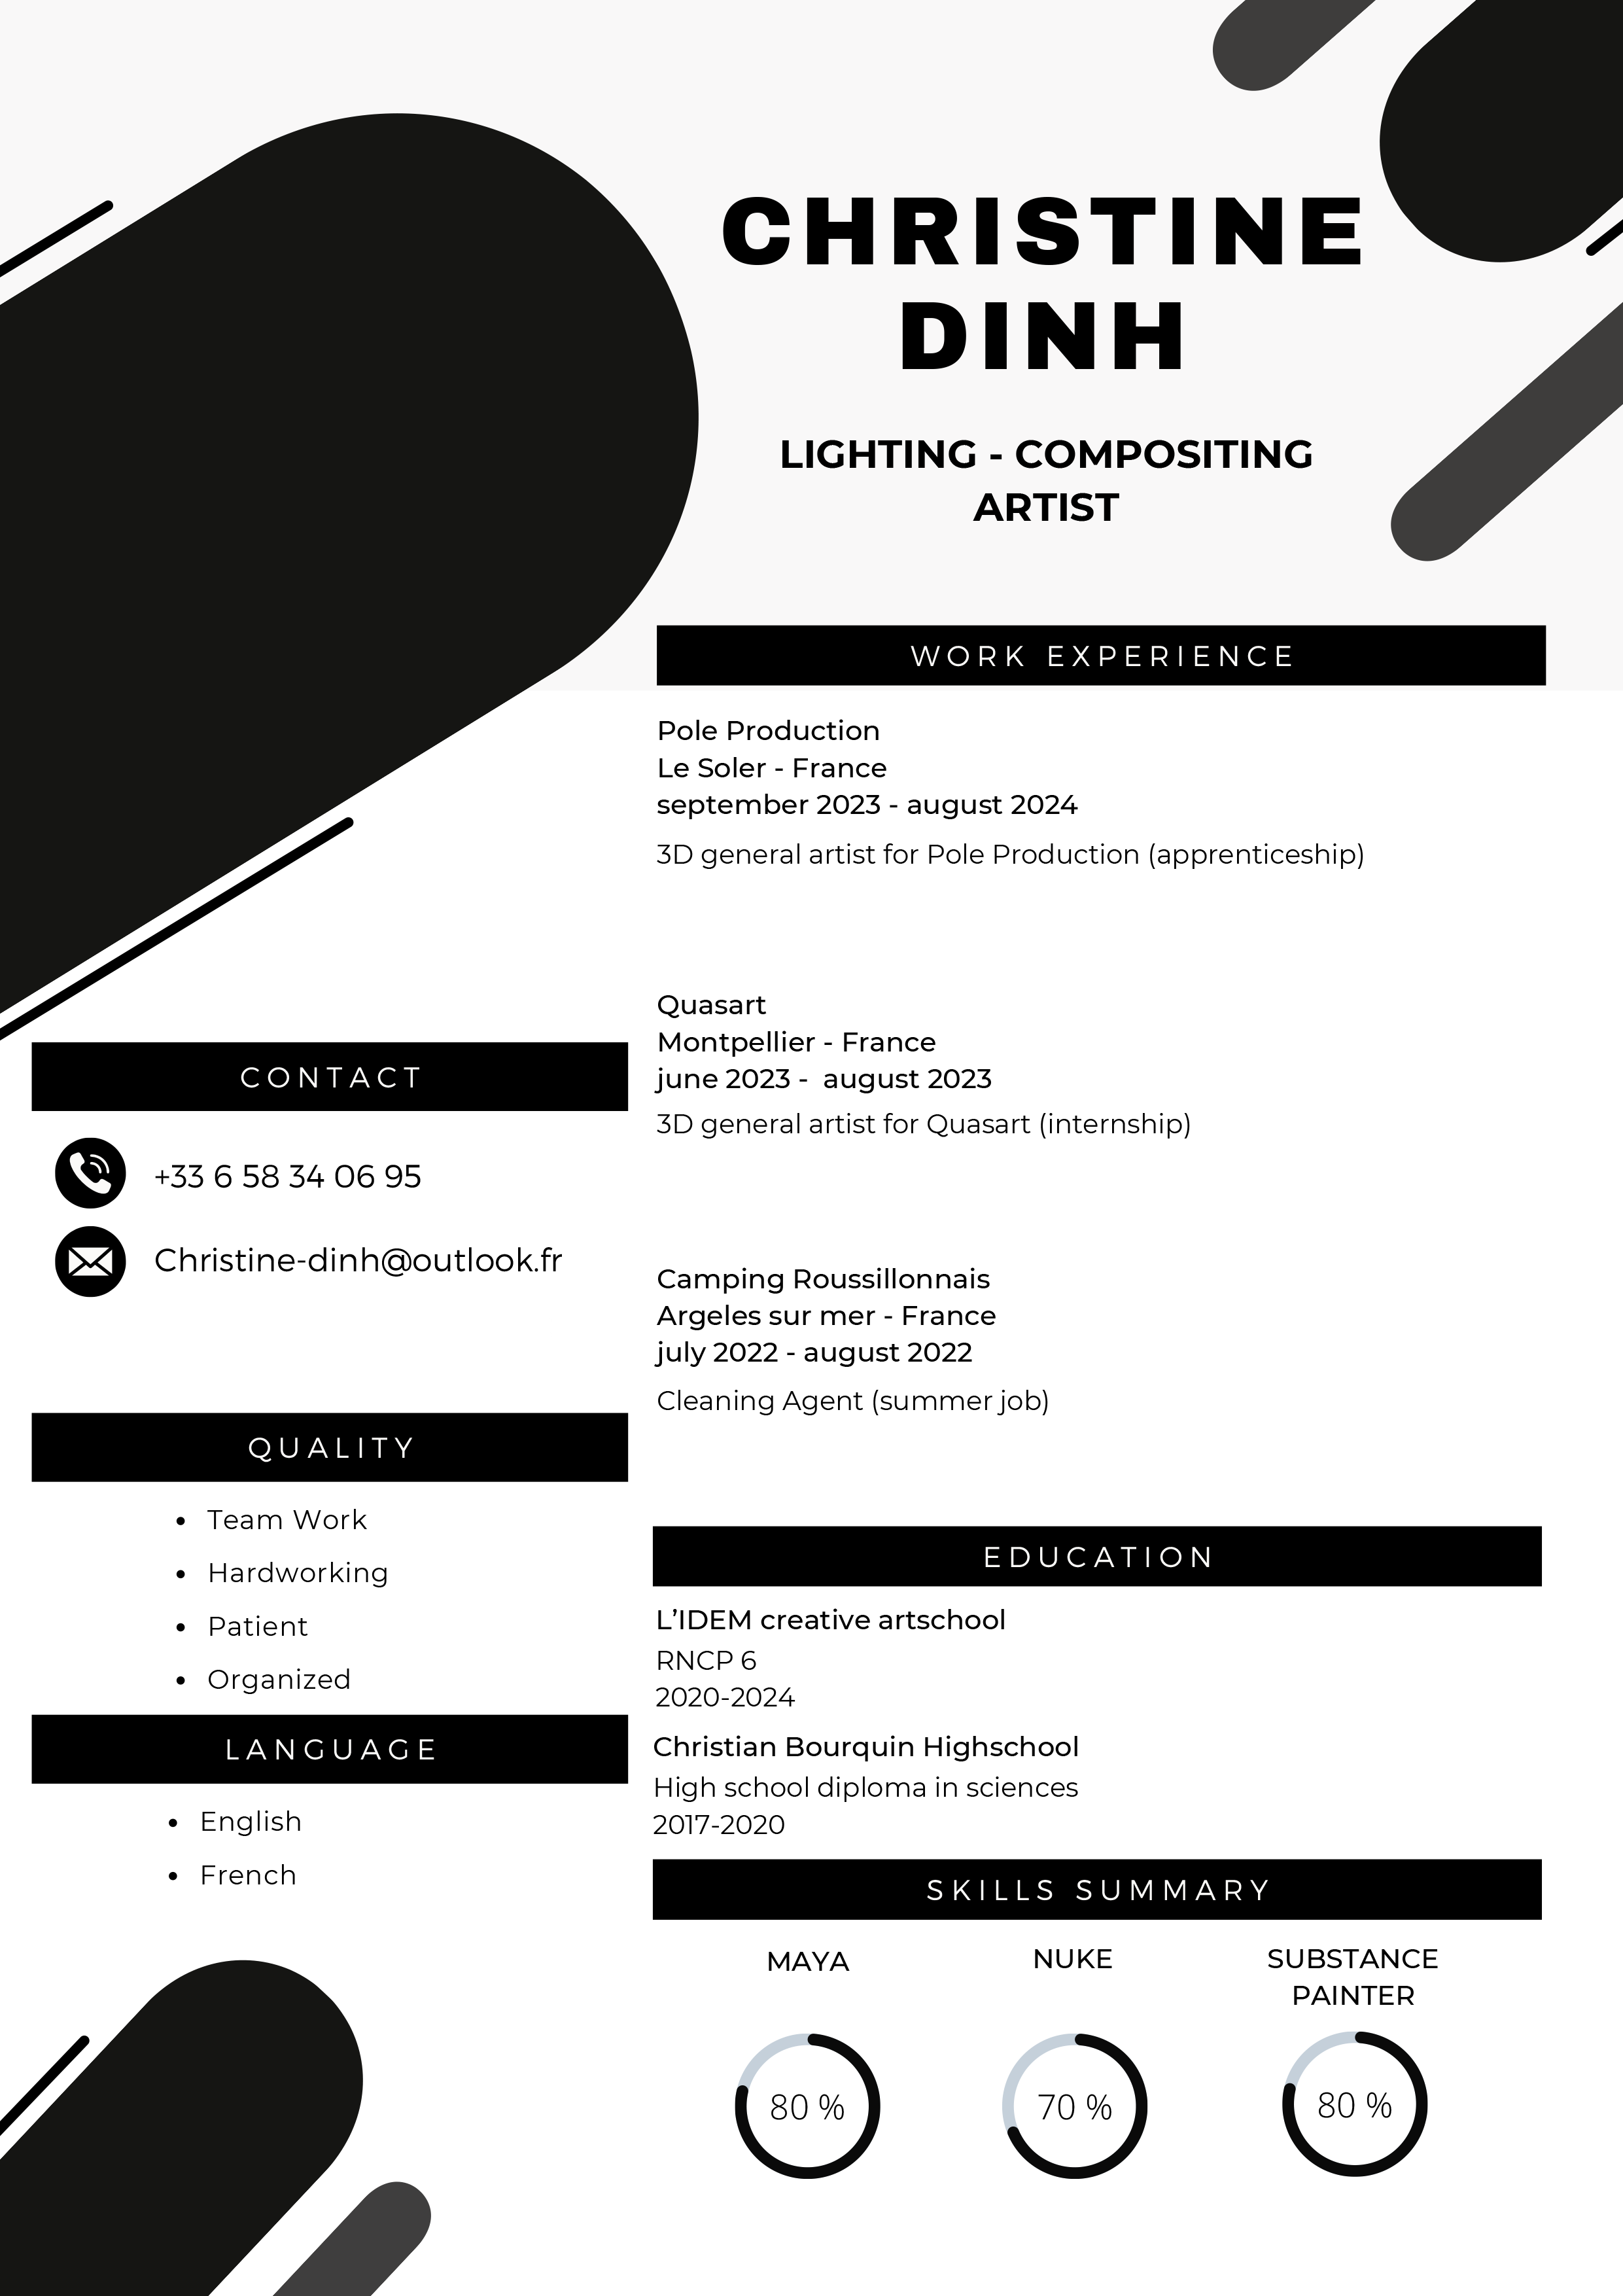 CHRISTINE
DINH
LIGHTING - COMPOSITING
ARTIST
WORK EXPERIENCE
Pole Production
Le Soler - France
september 2023 - august 2024
3D general artist for Pole Production (apprenticeship)
Quasart
Montpellier - France
june 2023 -  august 2023
3D general artist for Quasart (internship)
Camping Roussillonnais
Argeles sur mer - France
july 2022 - august 2022
Cleaning Agent (summer job)
CONTACT
+33 6 58 34 06 95
Christine-dinh@outlook.fr
QUALITY
• Team Work
• Hardworking
• Patient
• Organized
LANGUAGE
• English
• French
EDUCATION
L’IDEM creative artschool
RNCP 6
2020-2024
Christian Bourquin Highschool
High school diploma in sciences
2017-2020
SKILLS SUMMARY
MAYA
80 %
NUKE
70 %
SUBSTANCE
PAINTER
80 %